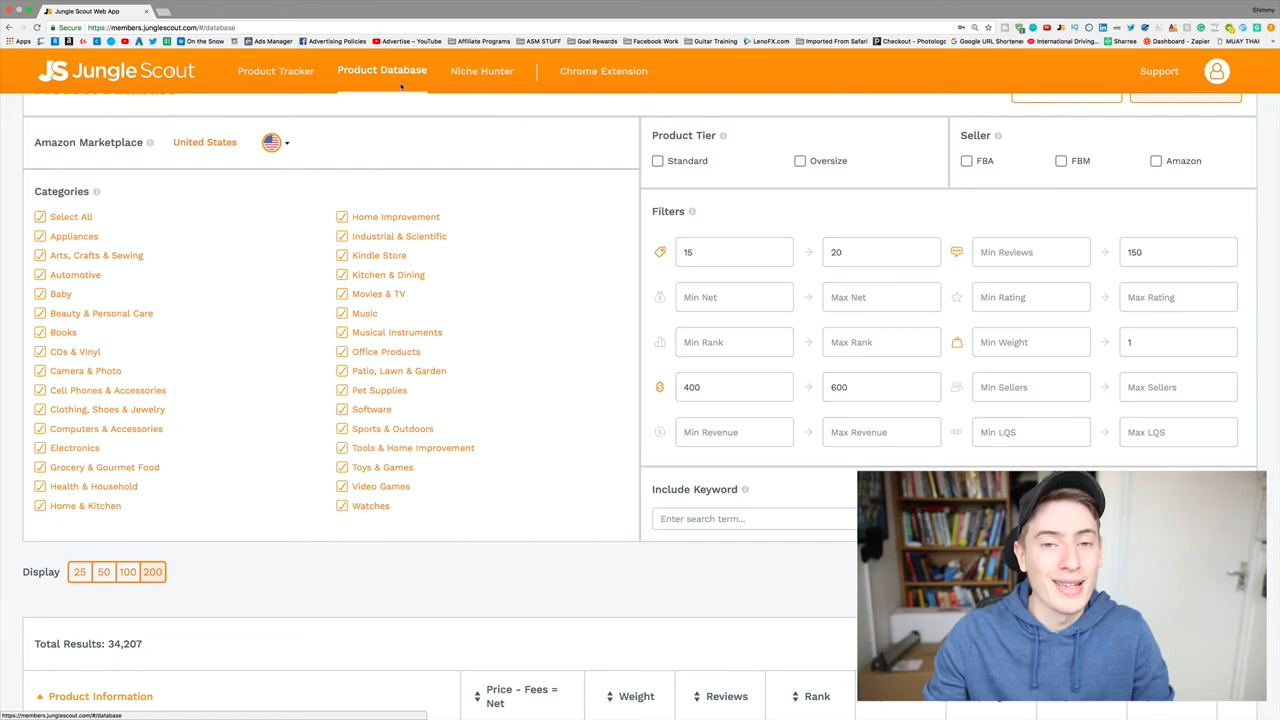 Jungle Scout Web App
Shimmy
Secure
https://members.junglescout.com/#/database
Apps
On the Snow
Ads Manager
Advertising Policies
Advertise – YouTube
Affiliate Programs
ASM STUFF
Goal Rewards
Facebook Work
Guitar Training
LenoFX.com
Imported From Safari
Checkout - Photolog
Google URL Shortene
International Driving...
Sharree
Dashboard - Zapier
MUAY THAI
JS Jungle Scout
Product Tracker
Product Database
Niche Hunter
Chrome Extension
Support
Amazon Marketplace
United States
Categories
Select All
Appliances
Arts, Crafts & Sewing
Automotive
Baby
Beauty & Personal Care
Books
CDs & Vinyl
Camera & Photo
Cell Phones & Accessories
Clothing, Shoes & Jewelry
Computers & Accessories
Electronics
Grocery & Gourmet Food
Health & Household
Home & Kitchen
Home Improvement
Industrial & Scientific
Kindle Store
Kitchen & Dining
Movies & TV
Music
Musical Instruments
Office Products
Patio, Lawn & Garden
Pet Supplies
Software
Sports & Outdoors
Tools & Home Improvement
Toys & Games
Video Games
Watches
Product Tier
Standard
Oversize
Seller
FBA
FBM
Amazon
Filters
15
20
Min Reviews
150
Min Net
Max Net
Min Rating
Max Rating
Min Rank
Max Rank
Min Weight
1
400
600
Min Sellers
Max Sellers
Min Revenue
Max Revenue
Min LQS
Max LQS
Include Keyword
Enter search term...
Display
25
50
100
200
Total Results: 34,207
Product Information
Price - Fees =
Net
Weight
Reviews
Rank
https://members.junglescout.com/#/database